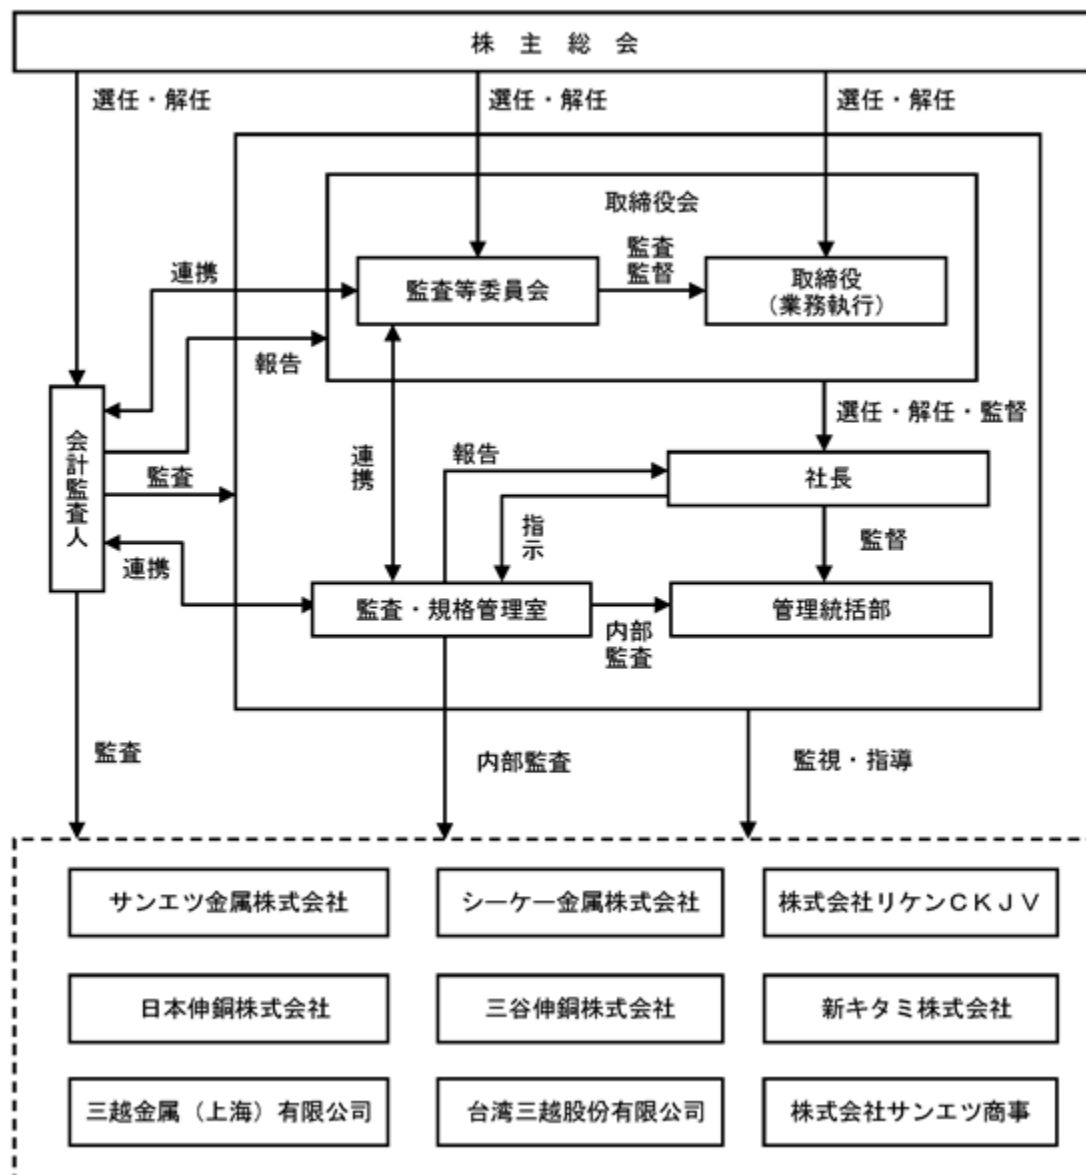 株主総会
選任・解任
選任・解任
選任・解任
取締役会
監査
監督
連携
監査等委員会
取締役
(業務執行)
報告
選任・解任・監督
会計監査人
連携
報告
社長
監査
指示
監督
連携
監査・規格管理室
管理統括部
内部
監査
監査
内部監査
監視・指導
サンエツ金属株式会社
シーケー金属株式会社
株式会社リケンCKJV
日本伸銅株式会社
三谷伸銅株式会社
新キタミ株式会社
三越金属(上海)有限公司
台湾三越股份有限公司
株式会社サンエツ商事